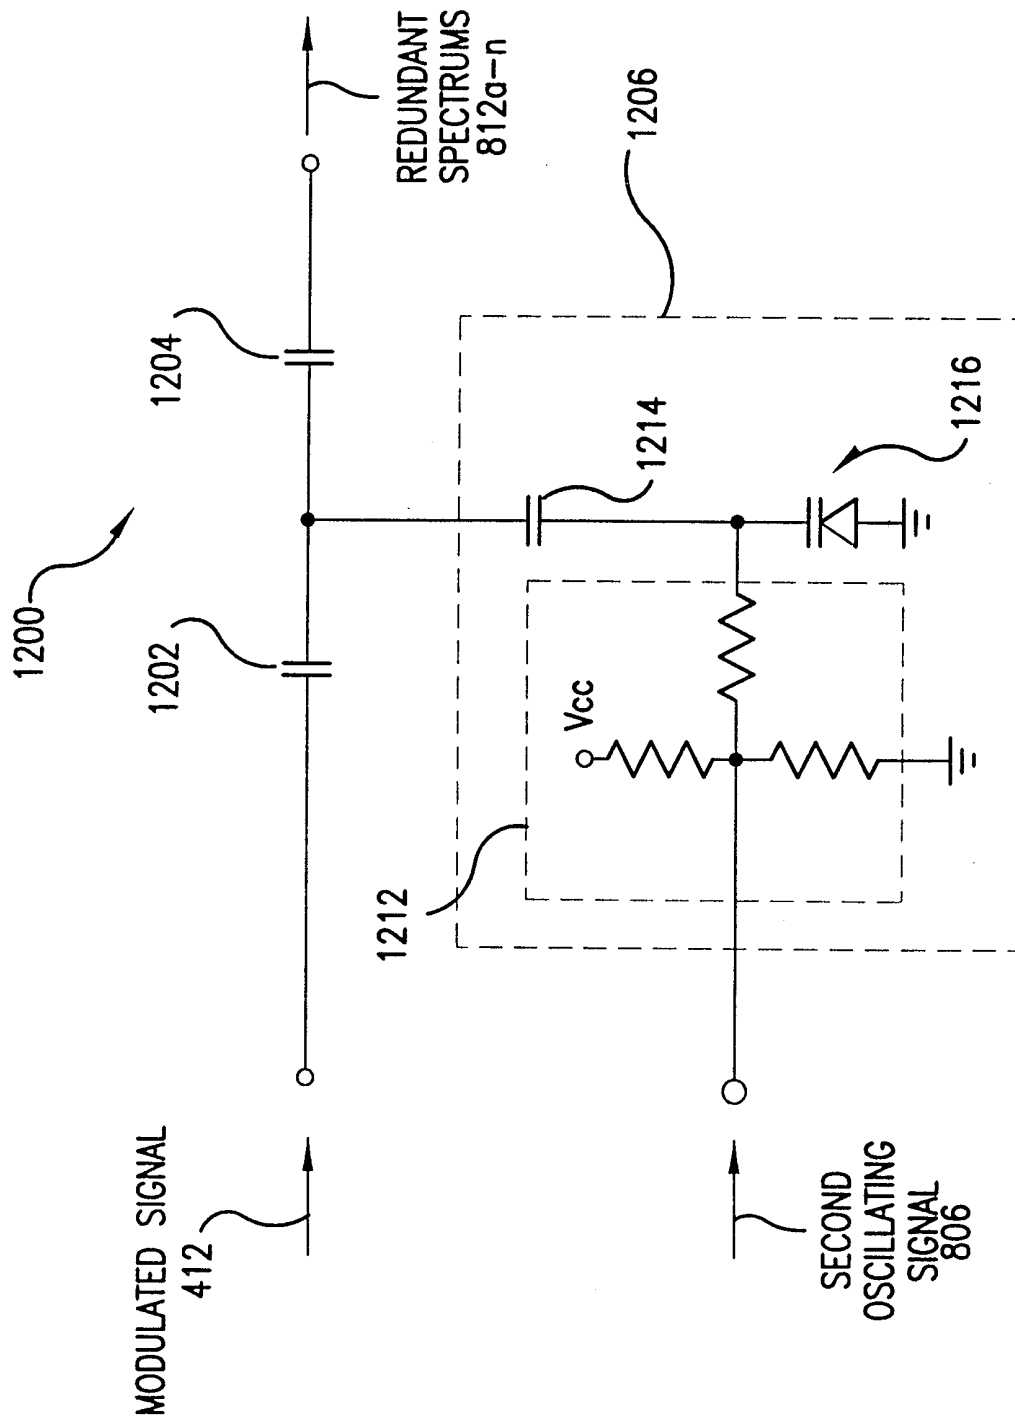 1200
MODULATED SIGNAL
412
1202
1204
REDUNDANT
SPECTRUMS
812a-n
1206
1212
Vcc
1214
1216
SECOND
OSCILLATING
SIGNAL
806